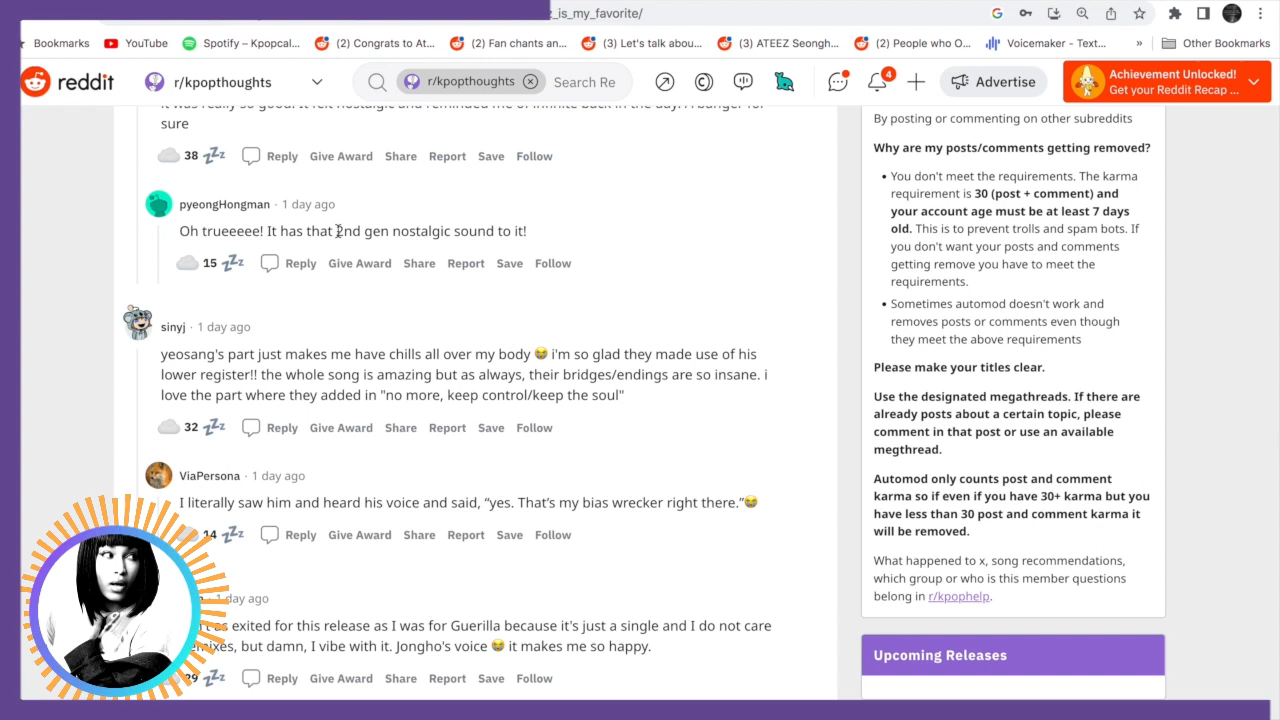 z_is_my_favorite/
Bookmarks
YouTube
Spotify – Kpopcal...
(2) Congrats to At...
(2) Fan chants an...
(3) Let's talk abou...
(3) ATEEZ Seongh...
(2) People who O...
Voicemaker - Text...
»
Other Bookmarks
reddit
r/kpopthoughts
r/kpopthoughts
Search Re
4
Advertise
Achievement Unlocked!
Get your Reddit Recap ...
sure
38
Reply
Give Award
Share
Report
Save
Follow
pyeongHongman · 1 day ago
Oh trueeeee! It has that 2nd gen nostalgic sound to it!
15
Reply
Give Award
Share
Report
Save
Follow
sinyj · 1 day ago
yeosang's part just makes me have chills all over my body 😂 i'm so glad they made use of his
lower register!! the whole song is amazing but as always, their bridges/endings are so insane. i
love the part where they added in "no more, keep control/keep the soul"
32
Reply
Give Award
Share
Report
Save
Follow
ViaPersona · 1 day ago
I literally saw him and heard his voice and said, “yes. That’s my bias wrecker right there.”😂
14
Reply
Give Award
Share
Report
Save
Follow
1 day ago
as exited for this release as I was for Guerilla because it's just a single and I do not care
but damn, I vibe with it. Jongho's voice 😂 it makes me so happy.
29
Reply
Give Award
Share
Report
Save
Follow
By posting or commenting on other subreddits
Why are my posts/comments getting removed?
• You don't meet the requirements. The karma
requirement is 30 (post + comment) and
your account age must be at least 7 days
old. This is to prevent trolls and spam bots. If
you don't want your posts and comments
getting remove you have to meet the
requirements.
• Sometimes automod doesn't work and
removes posts or comments even though
they meet the above requirements
Please make your titles clear.
Use the designated megathreads. If there are
already posts about a certain topic, please
comment in that post or use an available
megthread.
Automod only counts post and comment
karma so if even if you have 30+ karma but you
have less than 30 post and comment karma it
will be removed.
What happened to x, song recommendations,
which group or who is this member questions
belong in r/kpophelp.
Upcoming Releases